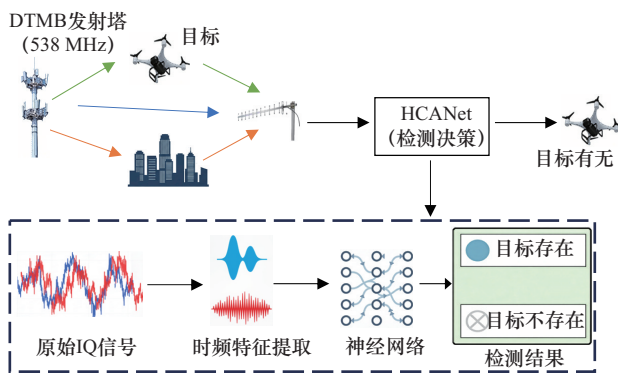 DTMB发射塔
（538 MHz）
目标
HCANet
（检测决策）
目标有无
目标存在
目标不存在
原始IQ信号
时频特征提取
神经网络
检测结果